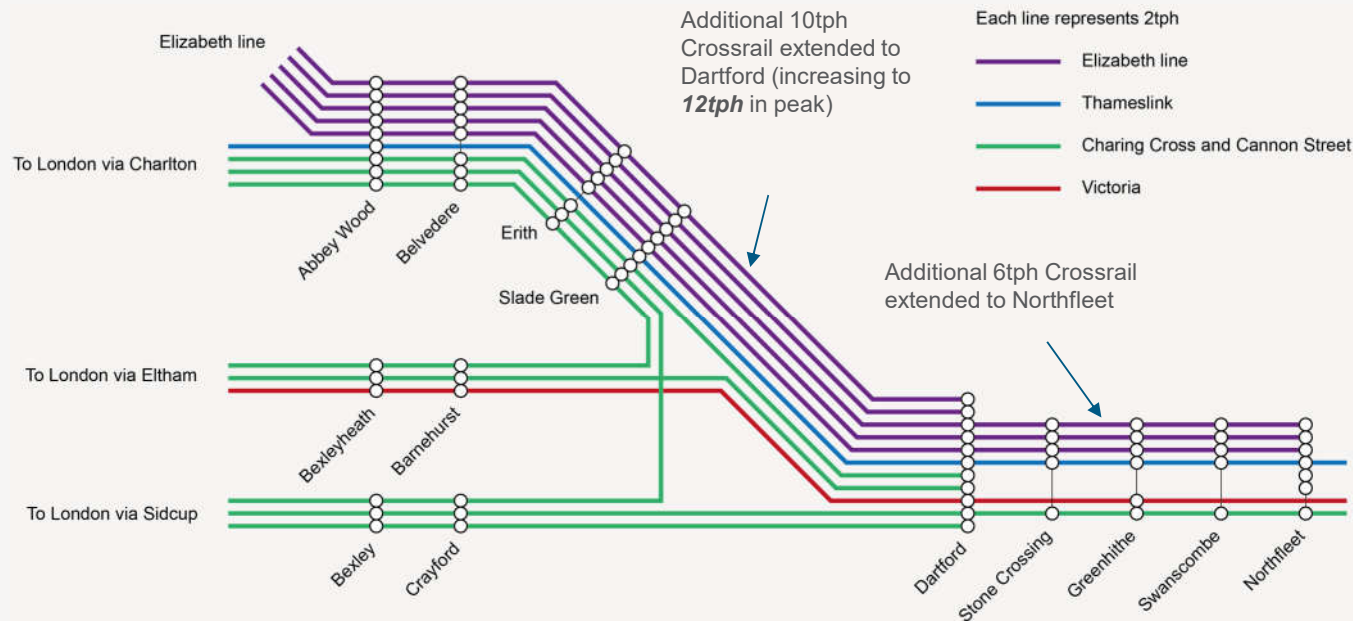 Elizabeth line
To London via Charlton
Abbey Wood
Belvedere
Erith
Slade Green
Additional 10tph
Crossrail extended to
Dartford (increasing to
12tph in peak)
Each line represents 2tph
Elizabeth line
Thameslink
Charing Cross and Cannon Street
Victoria
Additional 6tph Crossrail
extended to Northfleet
To London via Eltham
Bexleyheath
Barnehurst
To London via Sidcup
Bexley
Crayford
Dartford
Stone Crossing
Greenhithe
Swanscombe
Northfleet